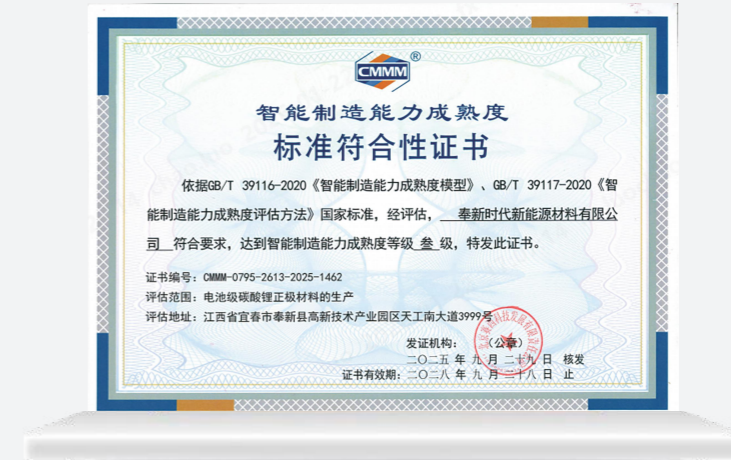 CMMM®
智能制造能力成熟度
标准符合性证书
依据GB/T 39116-2020《智能制造能力成熟度模型》、GB/T 39117-2020《智
能制造能力成熟度评估方法》国家标准，经评估， 奉新时代新能源材料有限公
司 符合要求，达到智能制造能力成熟度等级 叁 级，特发此证书。
证书编号：CMMM-0795-2613-2025-1462
评估范围：电池级碳酸锂正极材料的生产
评估地址：江西省宜春市奉新县高新技术产业园区天工南大道3999号
发证机构： （公章）
二〇二五 年 九 月 二十九 日 核发
证书有效期：二〇二八 年 九 月 二十八 日 止